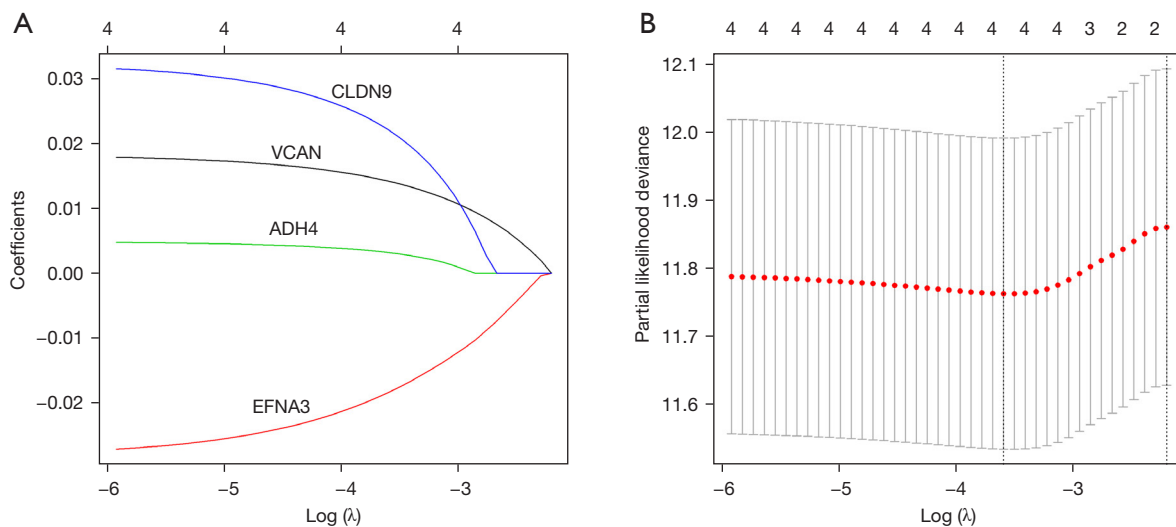 A
4 4 4 4
0.03
0.02
0.01
0.00
−0.01
−0.02
Coefficients
CLDN9
VCAN
ADH4
EFNA3
−6 −5 −4 −3
Log (λ)
B
4 4 4 4 4 4 4 4 4 4 4 3 2 2
12.1
12.0
11.9
11.8
11.7
11.6
Partial likelihood deviance
−6 −5 −4 −3
Log (λ)